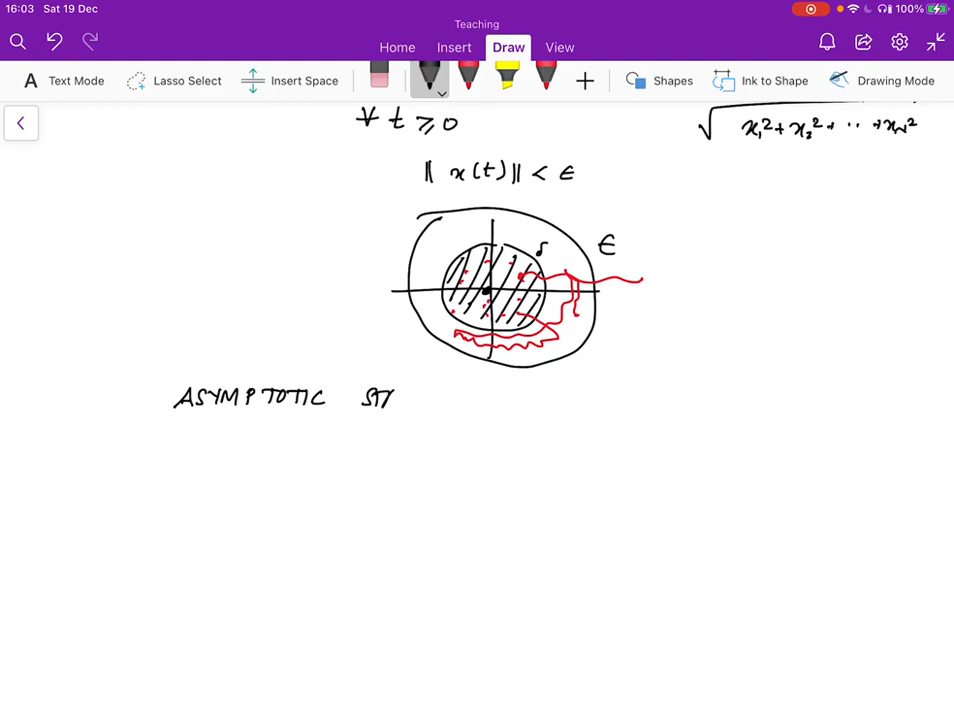 16:03 Sat 19 Dec
100%
Teaching
Home Insert Draw View
Text Mode Lasso Select Insert Space Shapes Ink to Shape Drawing Mode
∀ t ⩾ 0
√ x₁² + x₂² + ·· + xₙ²
‖ x(t) ‖ < ϵ
δ
ϵ
ASYMPTOTIC ST